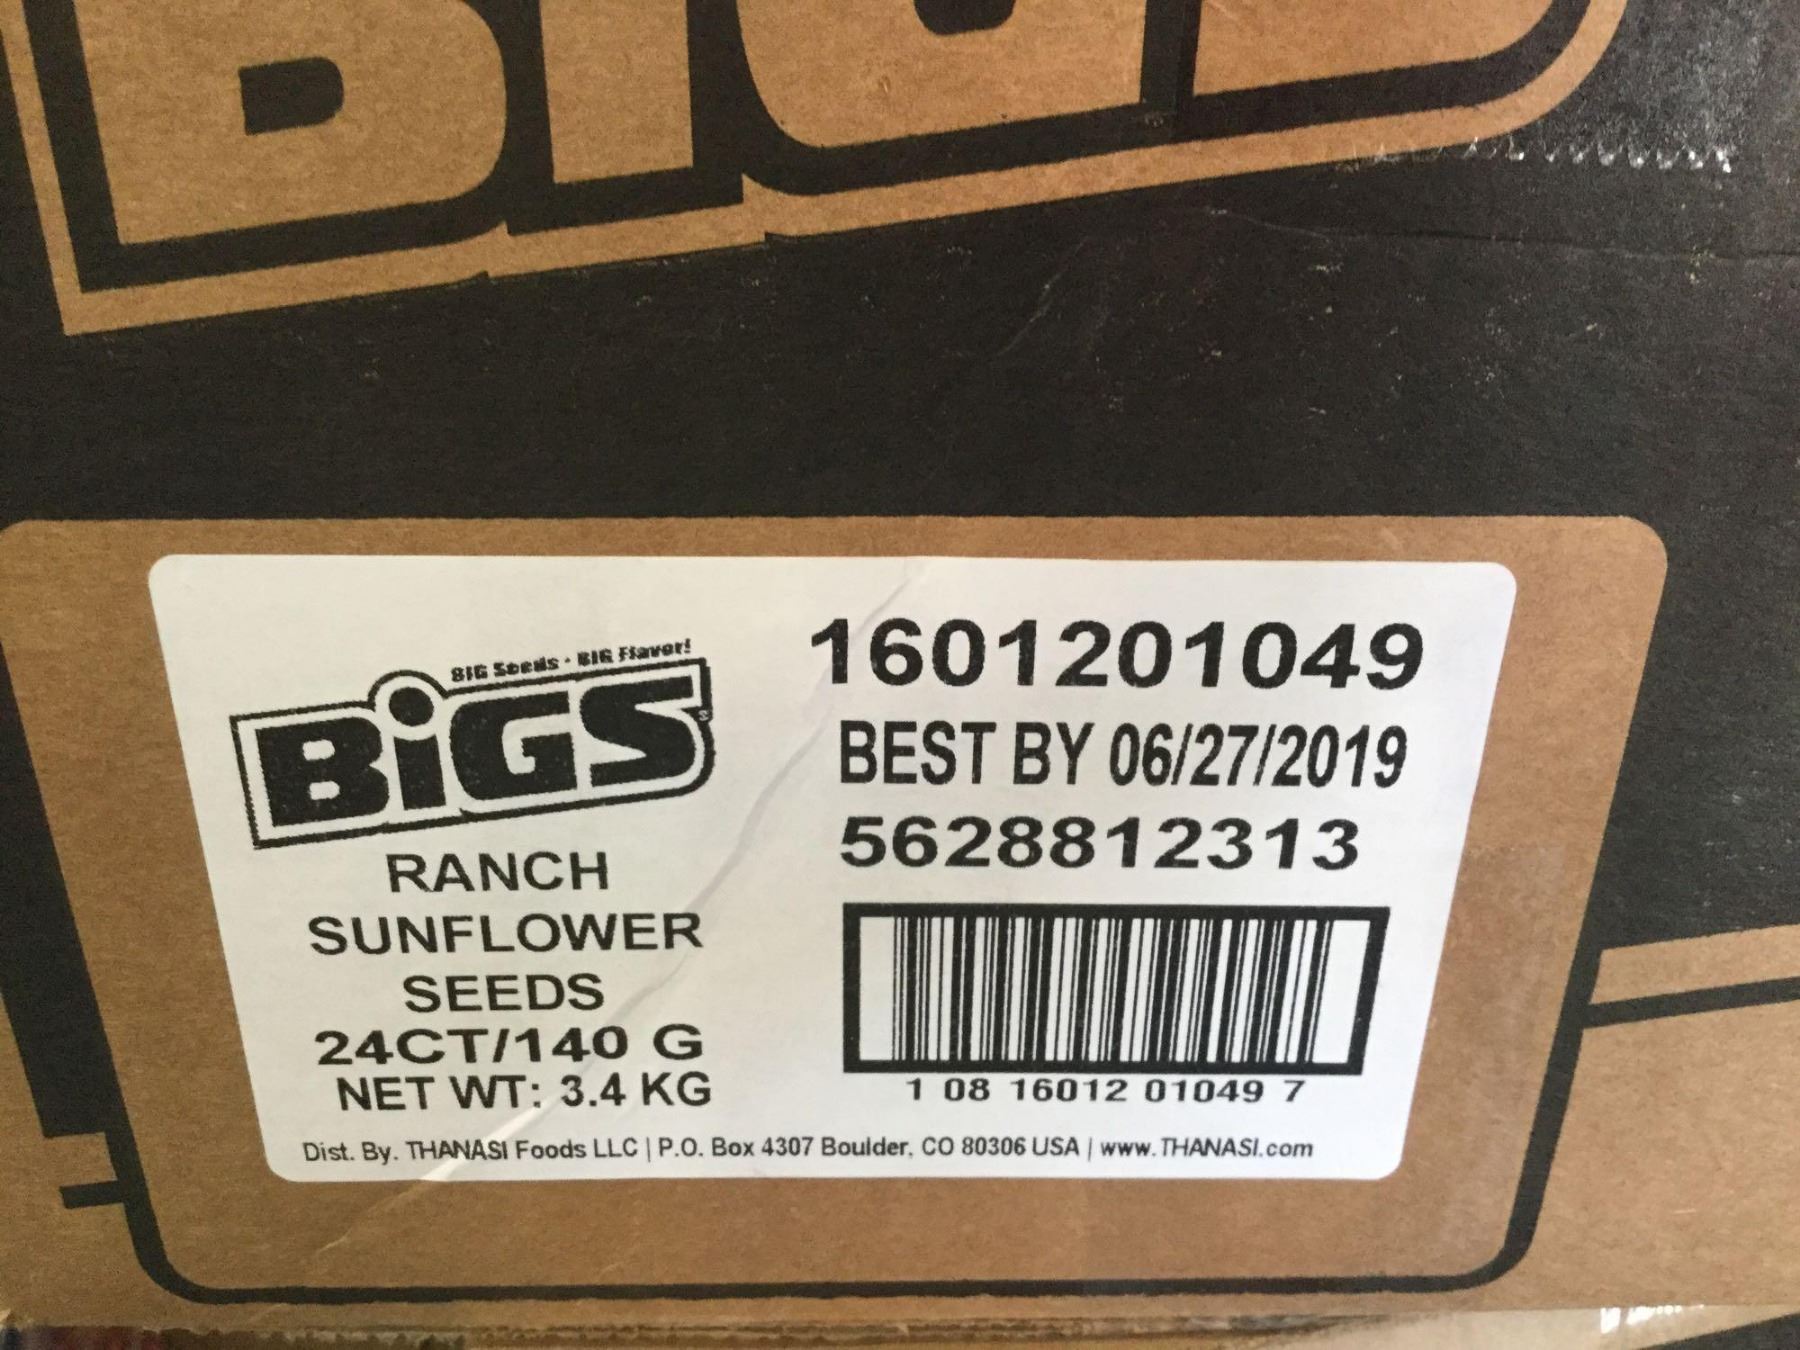 BIGS
BIG Seeds · BIG Flavor!
BiGS
RANCH
SUNFLOWER
SEEDS
24CT/140 G
NET WT: 3.4 KG
1601201049
BEST BY 06/27/2019
5628812313
1 08 16012 01049 7
Dist. By. THANASI Foods LLC | P.O. Box 4307 Boulder, CO 80306 USA | www.THANASI.com